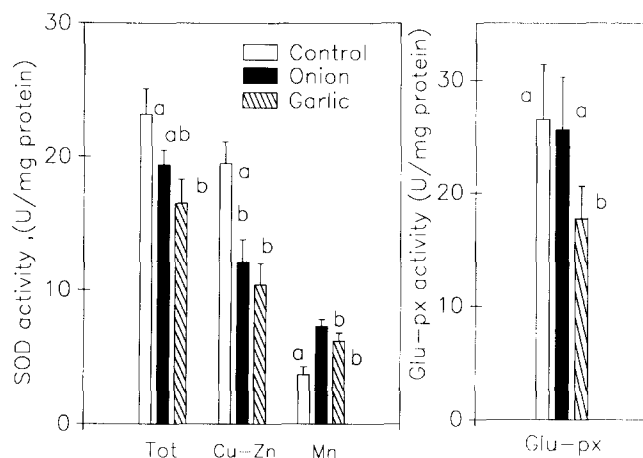 SOD activity ,(U/mg protein)
30
20
10
0
Control
Onion
Garlic
a
ab
b
a
b
b
a
b
b
Tot Cu-Zn Mn
Glu-px activity (U/mg protein)
30
20
10
0
a
a
b
Glu-px